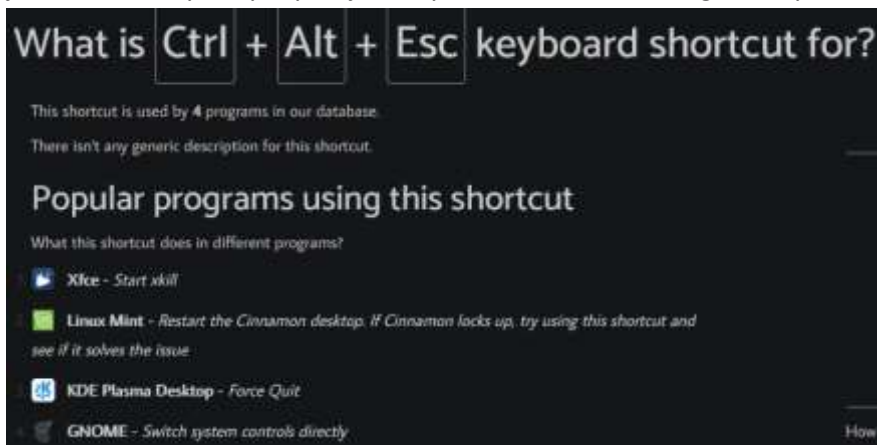 What is Ctrl + Alt + Esc keyboard shortcut for?
This shortcut is used by 4 programs in our database.
There isn't any generic description for this shortcut.
Popular programs using this shortcut
What this shortcut does in different programs?
Xfce - Start xkill
Linux Mint - Restart the Cinnamon desktop. If Cinnamon locks up, try using this shortcut and
see if it solves the issue
KDE Plasma Desktop - Force Quit
GNOME - Switch system controls directly
How